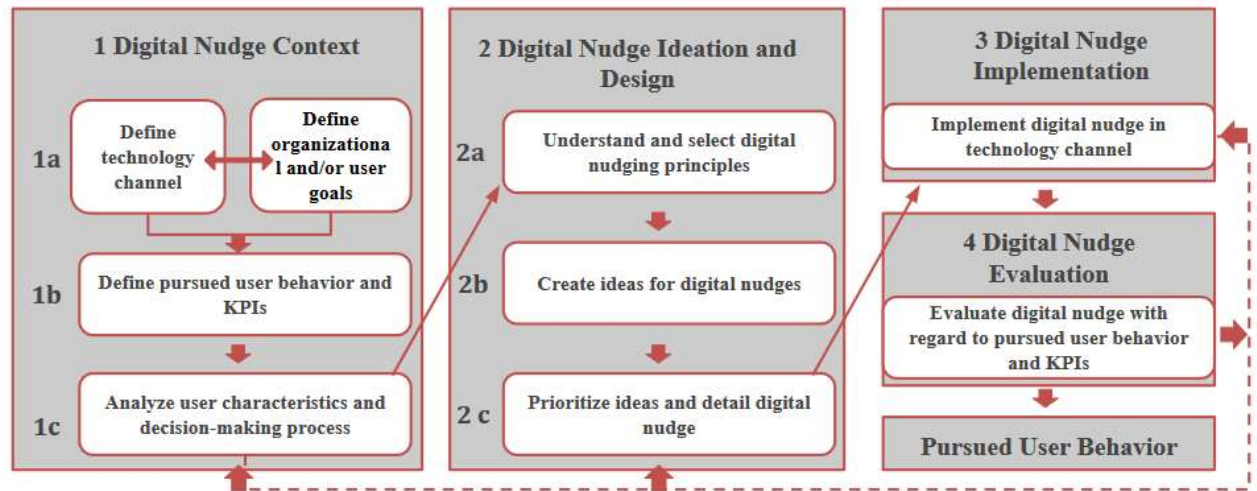 1 Digital Nudge Context
1a
Define
technology
channel
Define
organizationa
l and/or user
goals
1b
Define pursued user behavior and
KPIs
1c
Analyze user characteristics and
decision-making process
2 Digital Nudge Ideation and
Design
2a
Understand and select digital
nudging principles
2b
Create ideas for digital nudges
2 c
Prioritize ideas and detail digital
nudge
3 Digital Nudge
Implementation
Implement digital nudge in
technology channel
4 Digital Nudge
Evaluation
Evaluate digital nudge with
regard to pursued user behavior
and KPIs
Pursued User Behavior